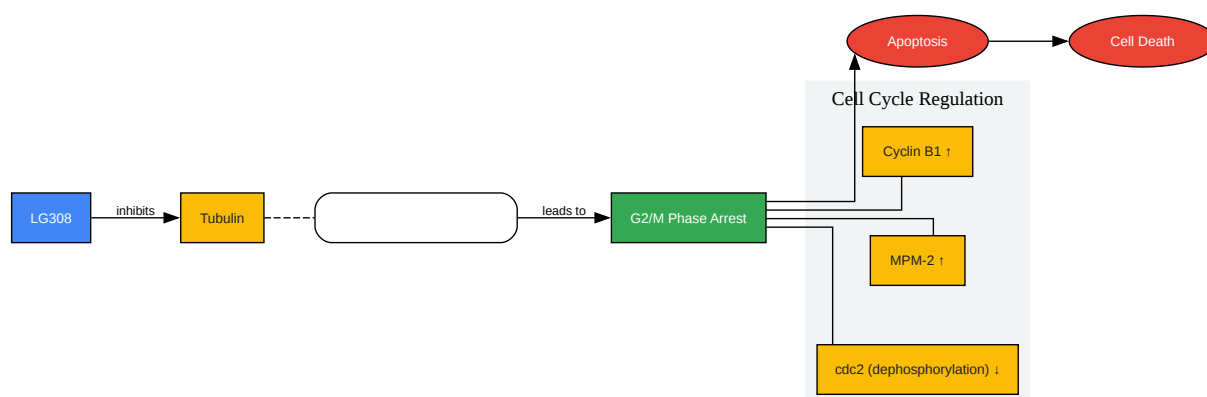 LG308
inhibits
Tubulin
leads to
G2/M Phase Arrest
Apoptosis
Cell Death
Cell Cycle Regulation
Cyclin B1 ↑
MPM-2 ↑
cdc2 (dephosphorylation) ↓